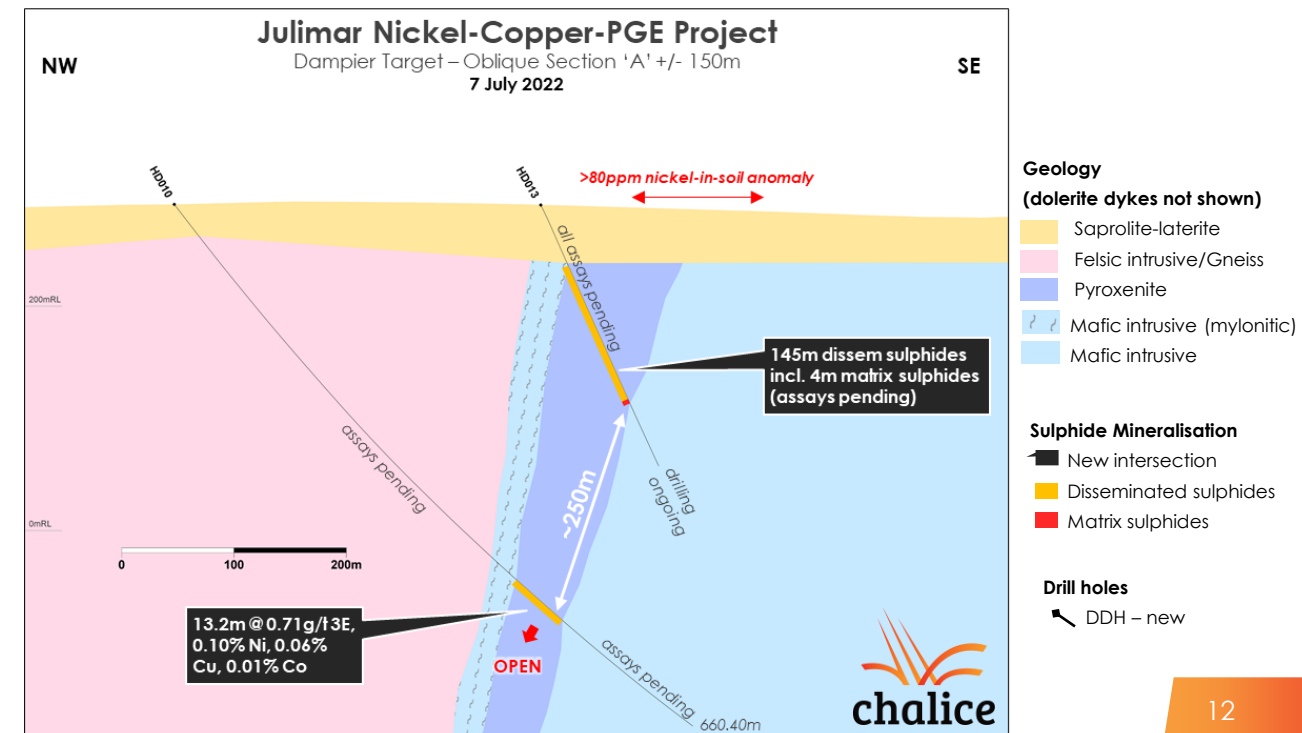 Julimar Nickel-Copper-PGE Project
Dampier Target – Oblique Section ‘A’ +/- 150m
7 July 2022
NW
SE
HD010
HD013
>80ppm nickel-in-soil anomaly
all assays pending
200mRL
145m dissem sulphides
incl. 4m matrix sulphides
(assays pending)
assays pending
drilling
ongoing
~250m
0mRL
0 100 200m
13.2m @ 0.71g/t 3E,
0.10% Ni, 0.06%
Cu, 0.01% Co
OPEN
assays pending
660.40m
chalice
Geology
(dolerite dykes not shown)
Saprolite-laterite
Felsic intrusive/Gneiss
Pyroxenite
Mafic intrusive (mylonitic)
Mafic intrusive
Sulphide Mineralisation
New intersection
Disseminated sulphides
Matrix sulphides
Drill holes
DDH – new
12